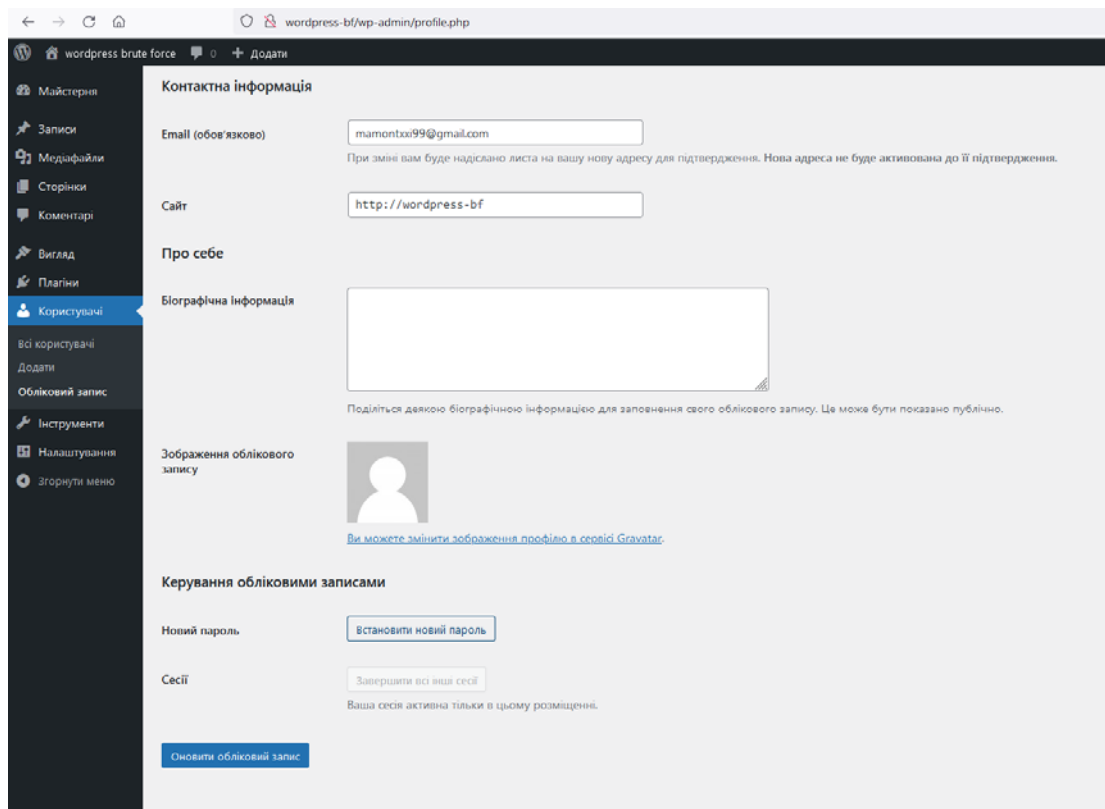 wordpress-bf/wp-admin/profile.php
wordpress brute force 0 + Додати
Майстерня
Записи
Медіафайли
Сторінки
Коментарі
Вигляд
Плагіни
Користувачі
Всі користувачі
Додати
Обліковий запис
Інструменти
Налаштування
Згорнути меню
Контактна інформація
Email (обов'язково)
mamontxxi99@gmail.com
При зміні вам буде надіслано листа на вашу нову адресу для підтвердження. Нова адреса не буде активована до її підтвердження.
Сайт
http://wordpress-bf
Про себе
Біографічна інформація
Поділіться деякою біографічною інформацією для заповнення свого облікового запису. Це може бути показано публічно.
Зображення облікового
запису
Ви можете змінити зображення профілю в сервісі Gravatar.
Керування обліковими записами
Новий пароль
Встановити новий пароль
Сесії
Завершити всі інші сесії
Ваша сесія активна тільки в цьому розміщенні.
Оновити обліковий запис